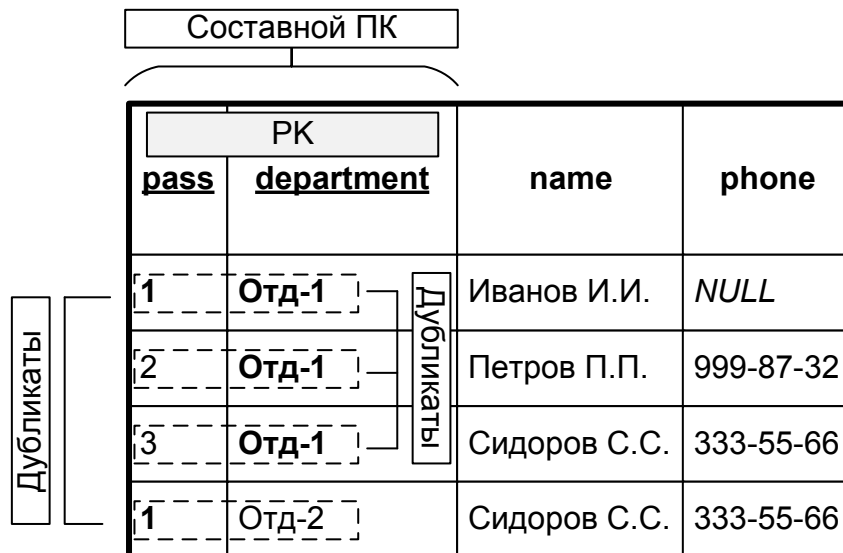 Составной ПК
PK
pass department name phone
1 Отд-1 Иванов И.И. NULL
2 Отд-1 Петров П.П. 999-87-32
3 Отд-1 Сидоров С.С. 333-55-66
1 Отд-2 Сидоров С.С. 333-55-66
Дубликаты
Дубликаты